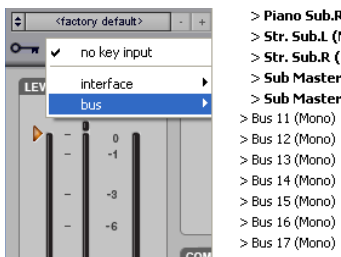 <factory default>
- +
no key input
interface
bus
LEV
0
-1
-3
-6
COM
> Piano Sub.R
> Str. Sub.L (M
> Str. Sub.R (
> Sub Master
> Sub Master
> Bus 11 (Mono)
> Bus 12 (Mono)
> Bus 13 (Mono)
> Bus 14 (Mono)
> Bus 15 (Mono)
> Bus 16 (Mono)
> Bus 17 (Mono)